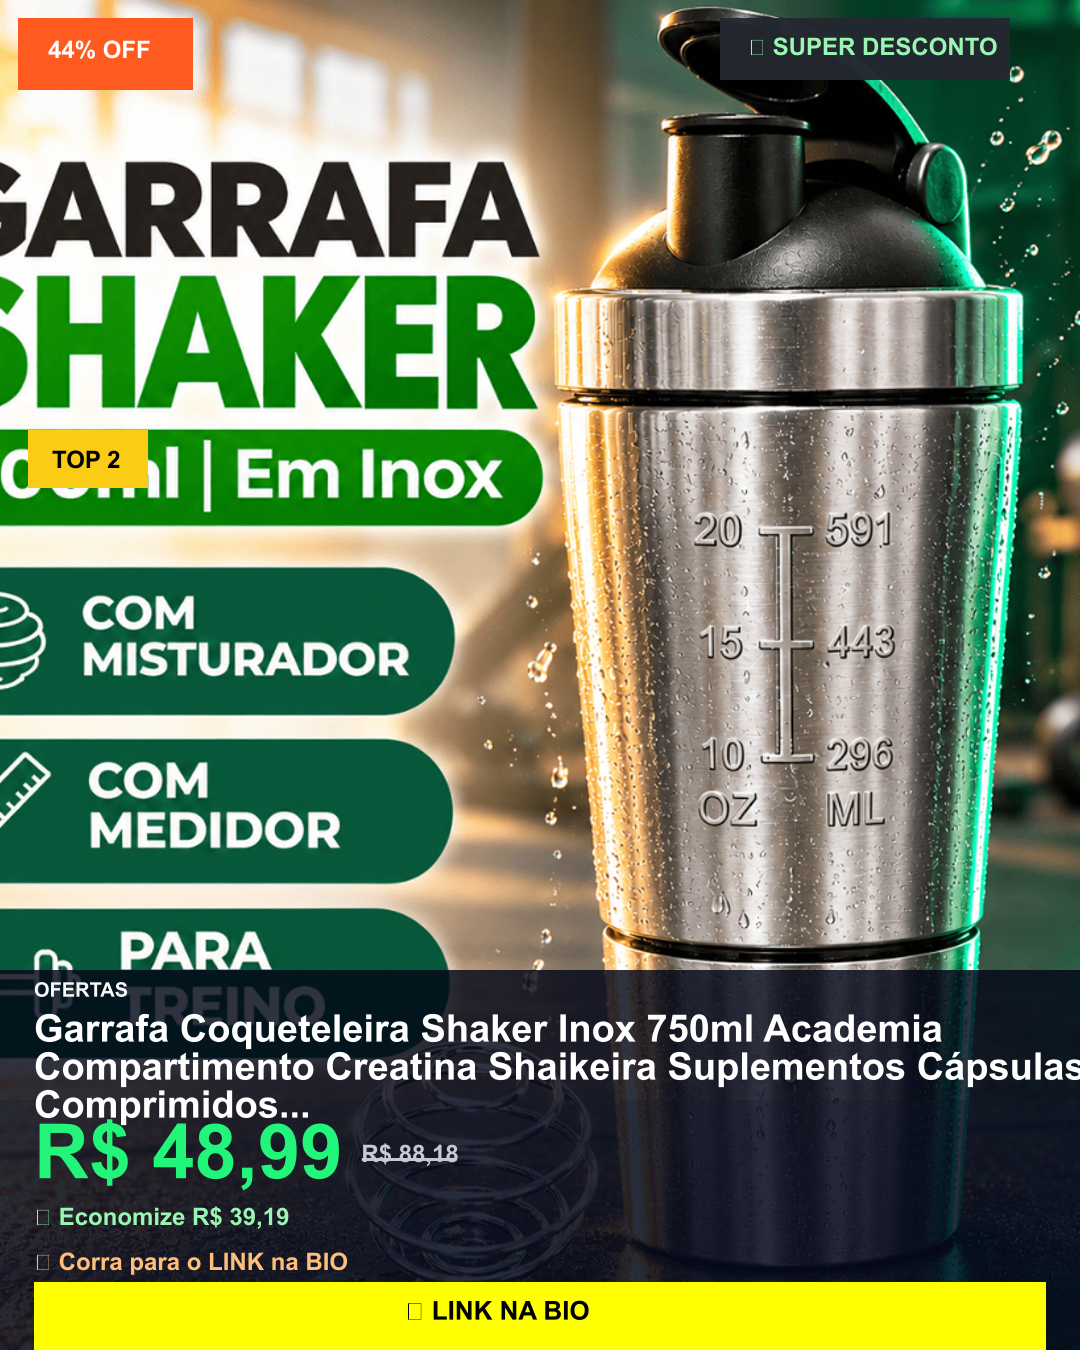 44% OFF
SUPER DESCONTO
GARRAFA
SHAKER
TOP 2
ml | Em Inox
COM
MISTURADOR
COM
MEDIDOR
PARA
TREINO
20 591
15 443
10 296
OZ ML
OFERTAS
Garrafa Coqueteleira Shaker Inox 750ml Academia
Compartimento Creatina Shaikeira Suplementos Cápsulas
Comprimidos...
R$ 48,99 R$ 88,18
Economize R$ 39,19
Corra para o LINK na BIO
LINK NA BIO